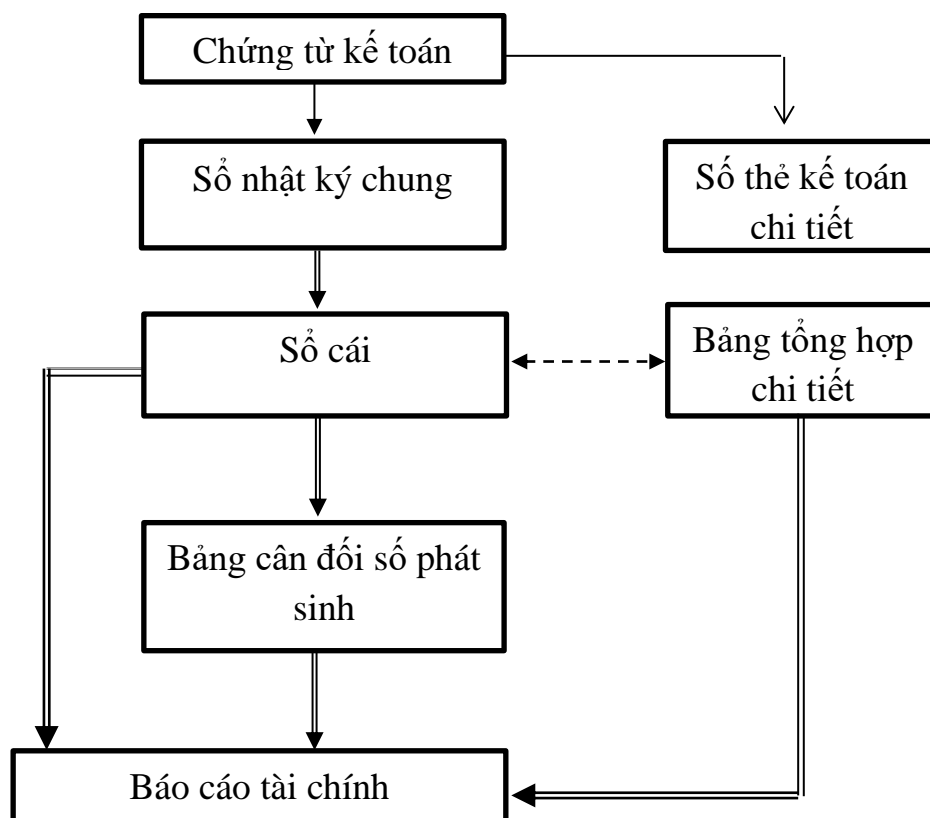 Chứng từ kế toán
Sổ nhật ký chung
Số thẻ kế toán
chi tiết
Sổ cái
Bảng tổng hợp
chi tiết
Bảng cân đối số phát
sinh
Báo cáo tài chính